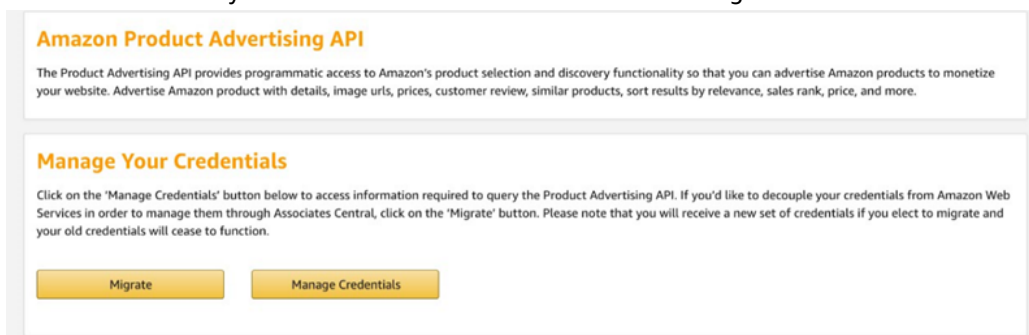 Amazon Product Advertising API
The Product Advertising API provides programmatic access to Amazon's product selection and discovery functionality so that you can advertise Amazon products to monetize
your website. Advertise Amazon product with details, image urls, prices, customer review, similar products, sort results by relevance, sales rank, price, and more.
Manage Your Credentials
Click on the 'Manage Credentials' button below to access information required to query the Product Advertising API. If you'd like to decouple your credentials from Amazon Web
Services in order to manage them through Associates Central, click on the 'Migrate' button. Please note that you will receive a new set of credentials if you elect to migrate and
your old credentials will cease to function.
Migrate
Manage Credentials